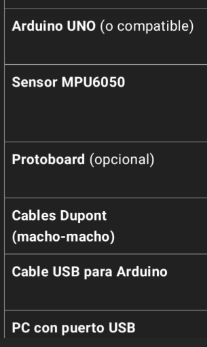 Arduino UNO (o compatible)
Sensor MPU6050
Protoboard (opcional)
Cables Dupont
(macho-macho)
Cable USB para Arduino
PC con puerto USB